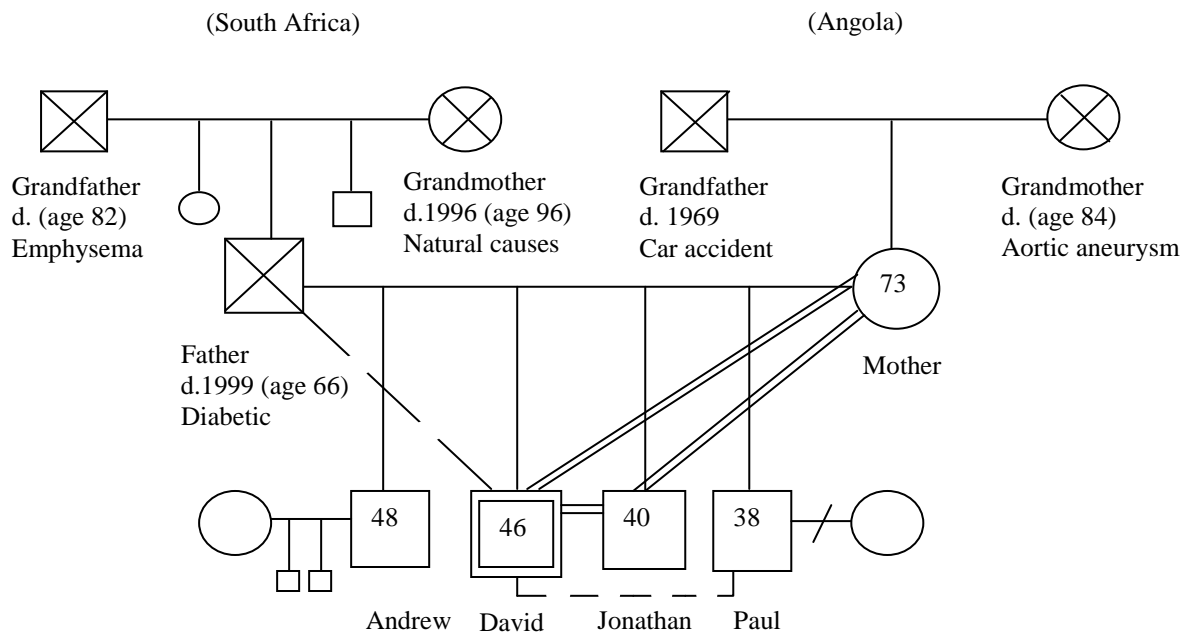 (South Africa)
(Angola)
Grandfather
d. (age 82)
Emphysema
Grandmother
d.1996 (age 96)
Natural causes
Grandfather
d. 1969
Car accident
Grandmother
d. (age 84)
Aortic aneurysm
73
Father
d.1999 (age 66)
Diabetic
Mother
48
46
40
38
Andrew
David
Jonathan
Paul